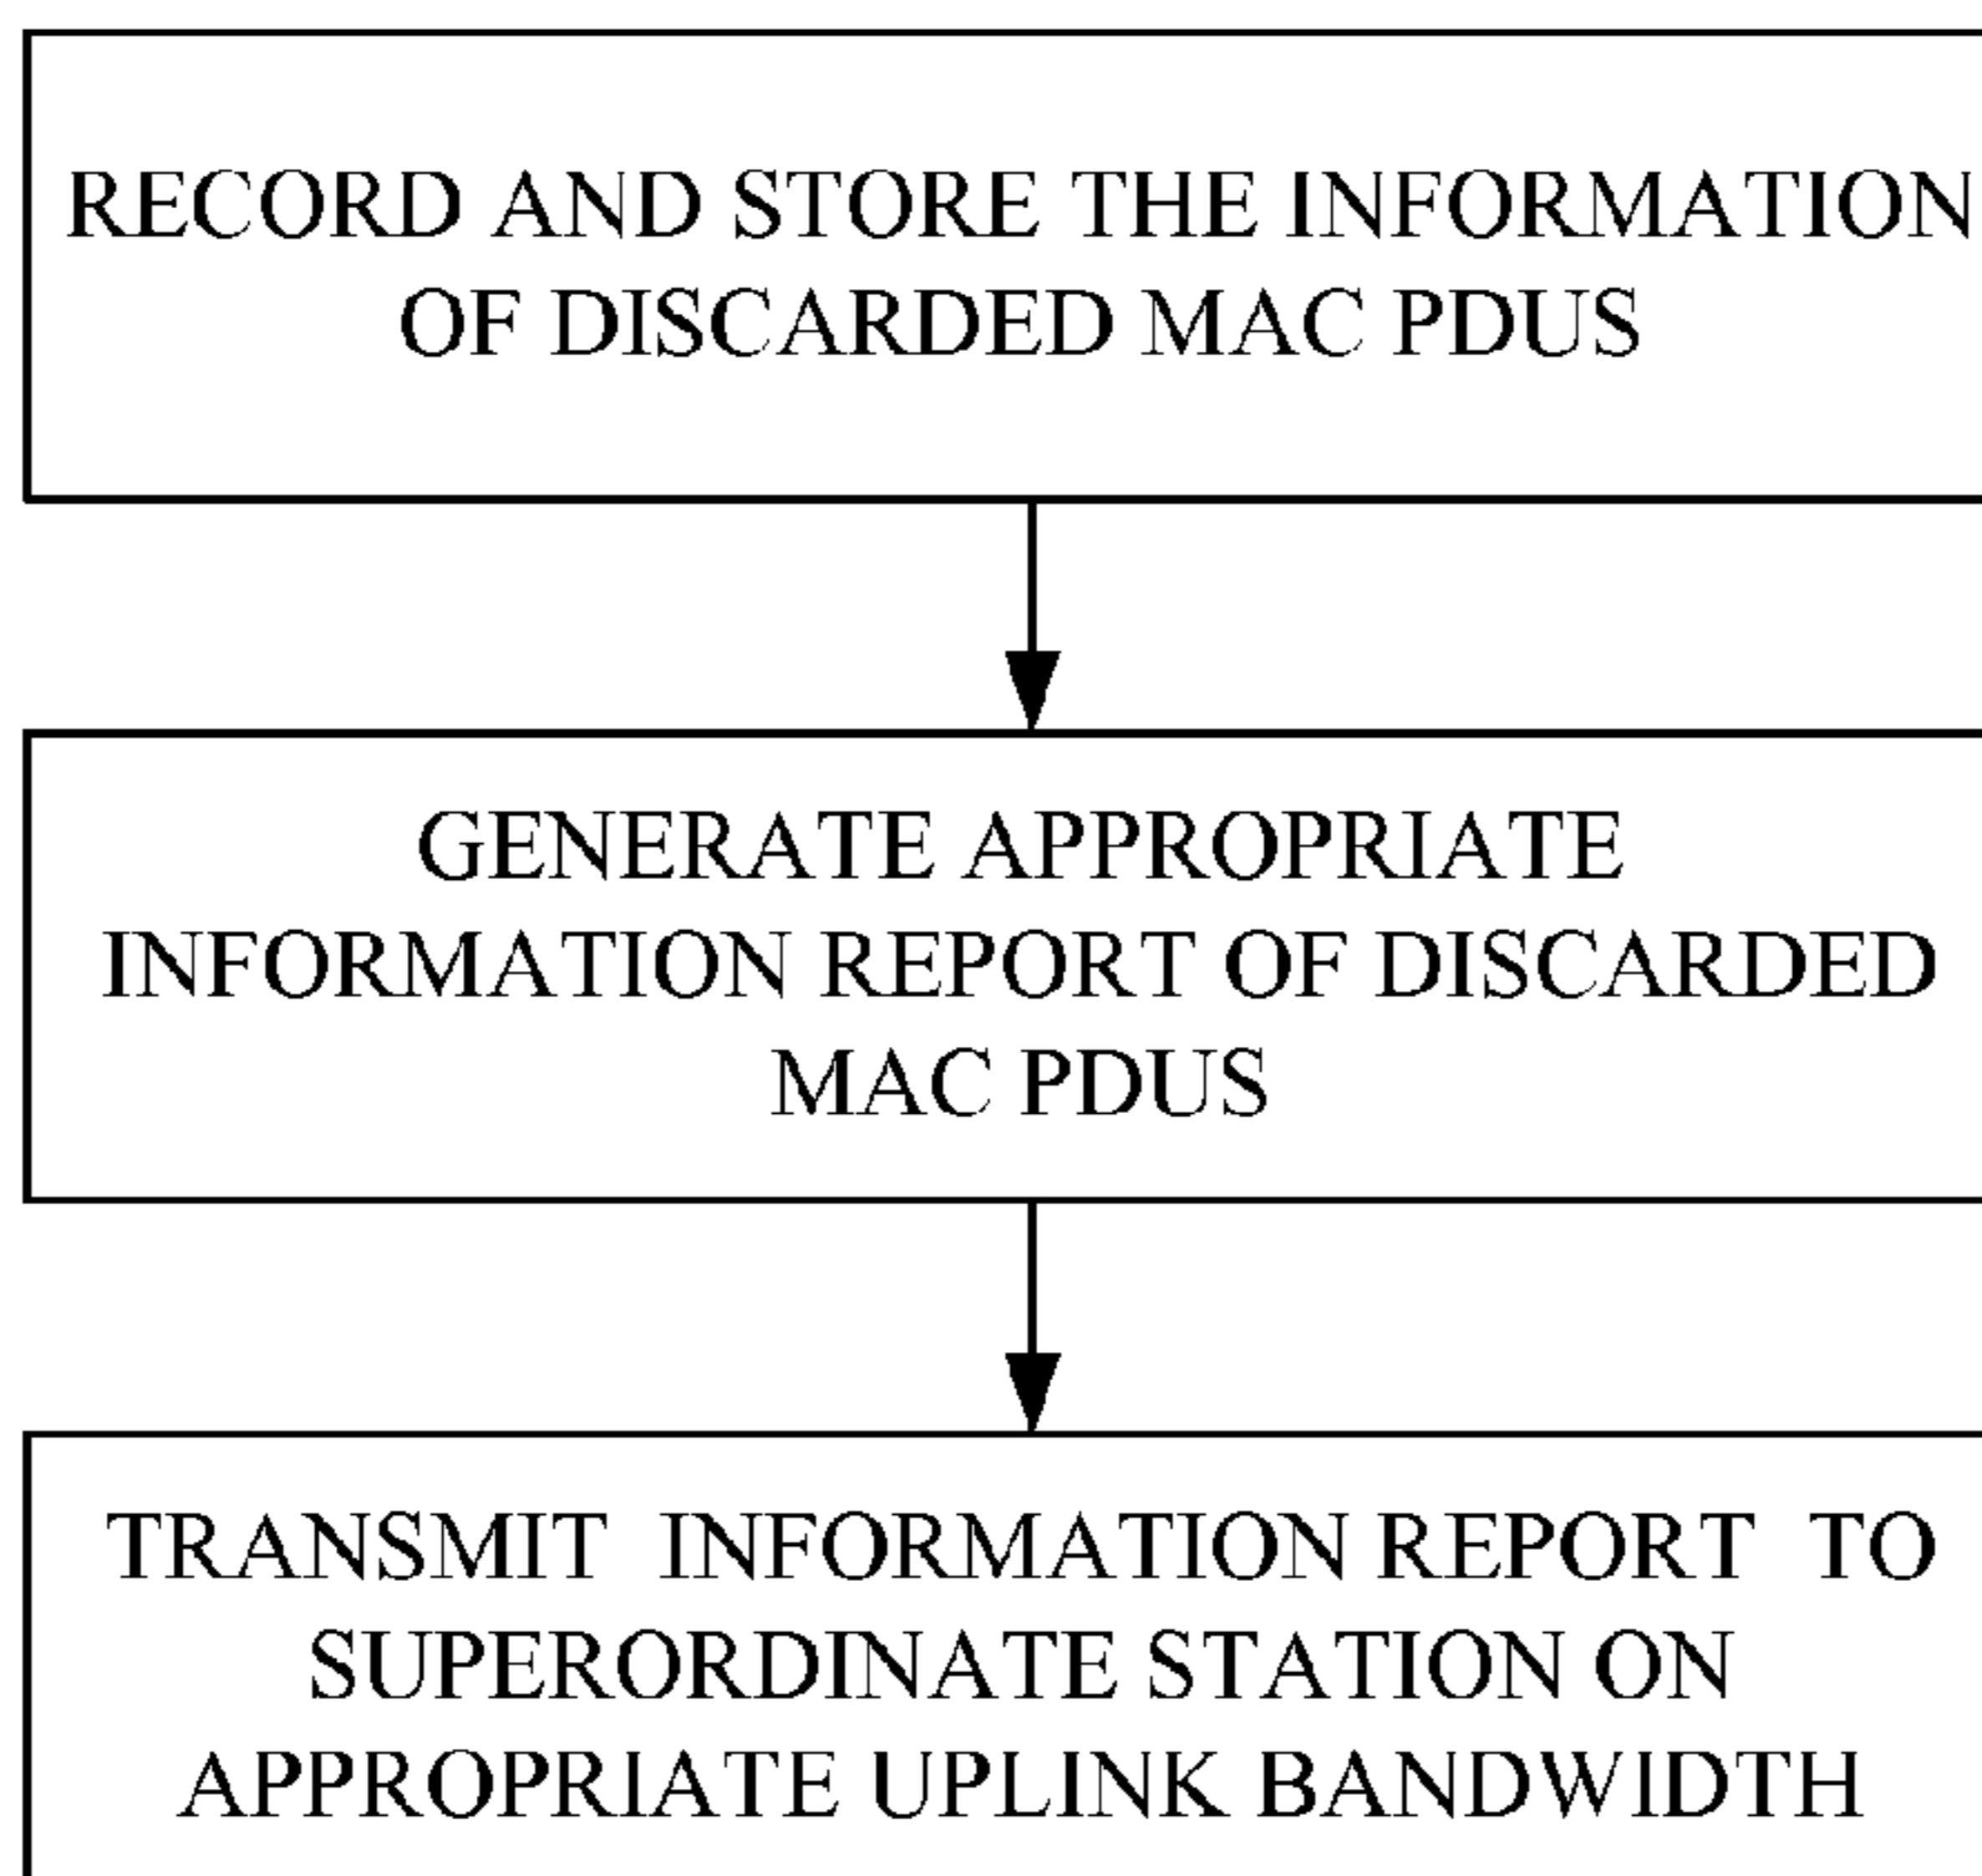 RECORD AND STORE THE INFORMATION
OF DISCARDED MAC PDUS
GENERATE APPROPRIATE
INFORMATION REPORT OF DISCARDED
MAC PDUS
TRANSMIT INFORMATION REPORT TO
SUPERORDINATE STATION ON
APPROPRIATE UPLINK BANDWIDTH